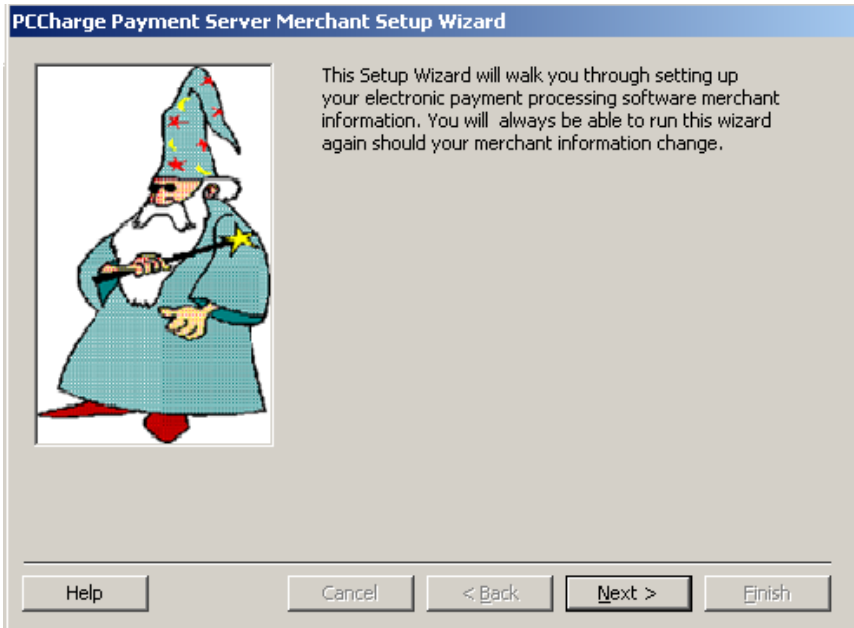 PCCharge Payment Server Merchant Setup Wizard
This Setup Wizard will walk you through setting up
your electronic payment processing software merchant
information. You will  always be able to run this wizard
again should your merchant information change.
Help
Cancel
< Back
Next >
Finish